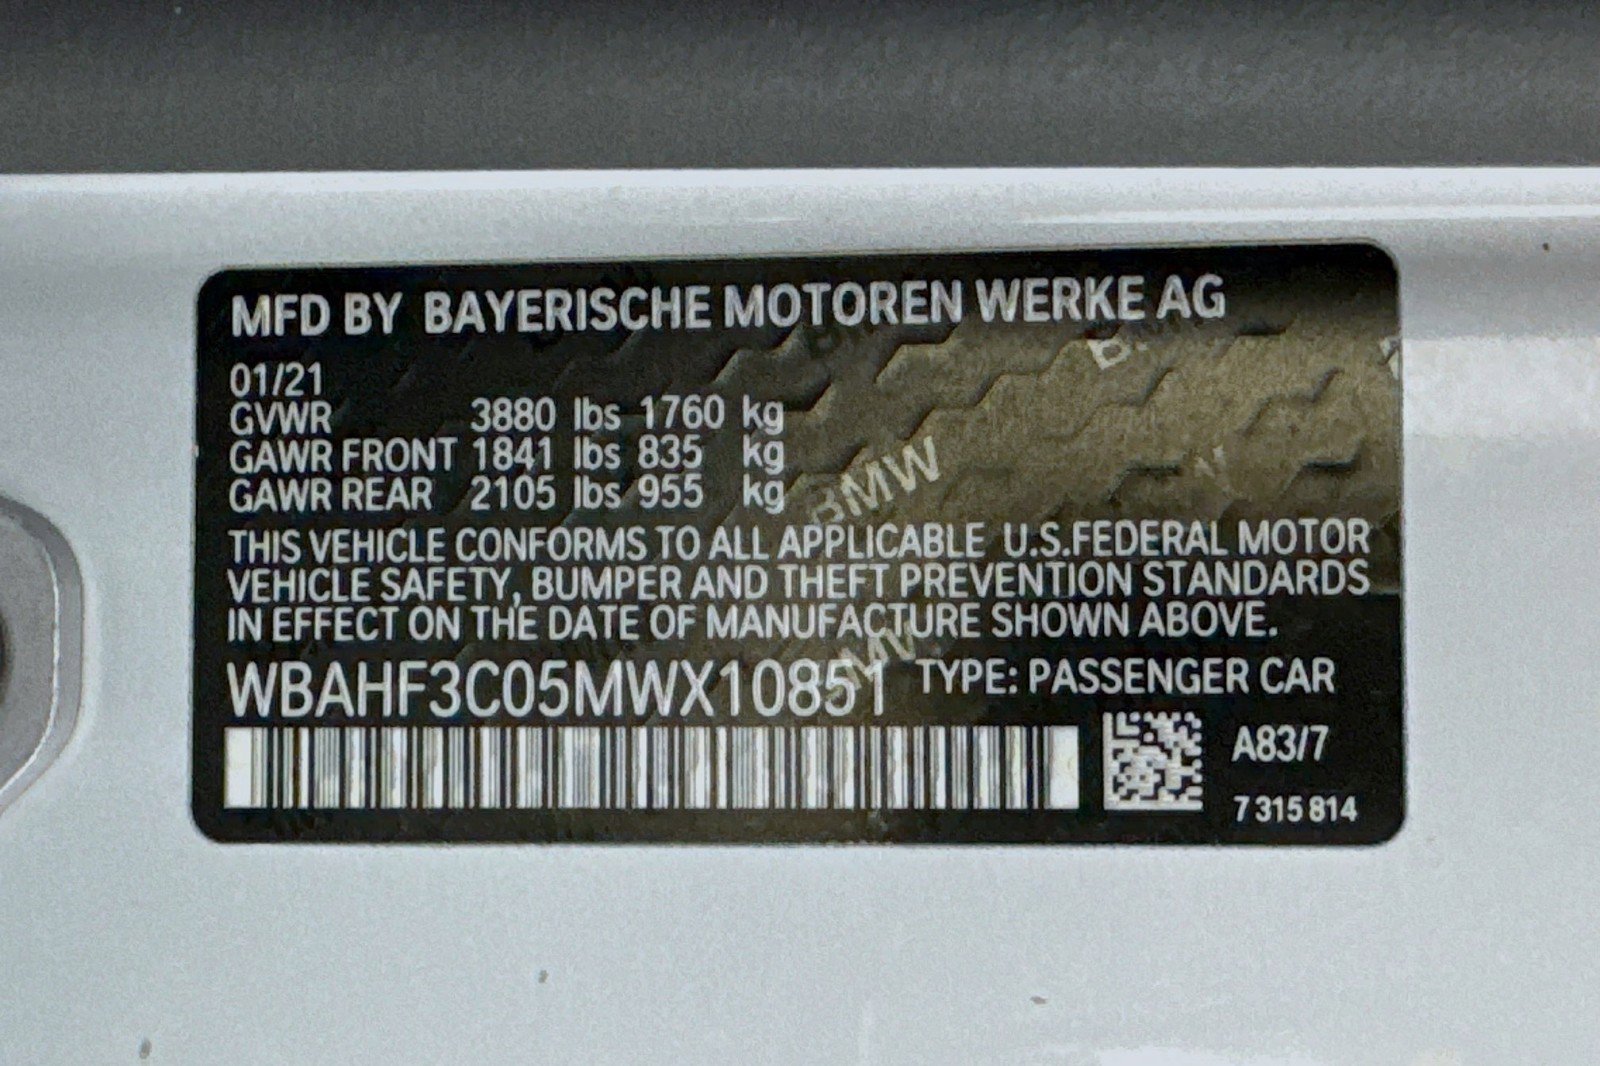 MFD BY BAYERISCHE MOTOREN WERKE AG
01/21
GVWR 3880 lbs 1760 kg
GAWR FRONT 1841 lbs 835 kg
GAWR REAR 2105 lbs 955 kg
THIS VEHICLE CONFORMS TO ALL APPLICABLE U.S.FEDERAL MOTOR
VEHICLE SAFETY, BUMPER AND THEFT PREVENTION STANDARDS
IN EFFECT ON THE DATE OF MANUFACTURE SHOWN ABOVE.
WBAHF3C05MWX10851 TYPE: PASSENGER CAR
A83/7
7 315 814
BMW